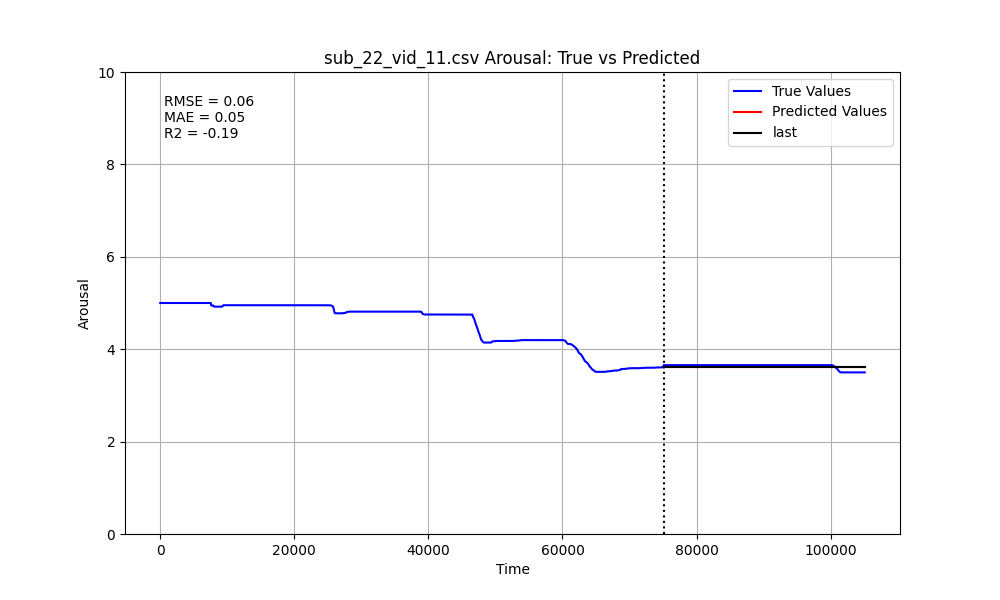 sub_22_vid_11.csv Arousal: True vs Predicted
RMSE = 0.06
MAE = 0.05
R2 = -0.19
True Values
Predicted Values
last
10
8
6
4
2
0
Arousal
0
20000
40000
60000
80000
100000
Time